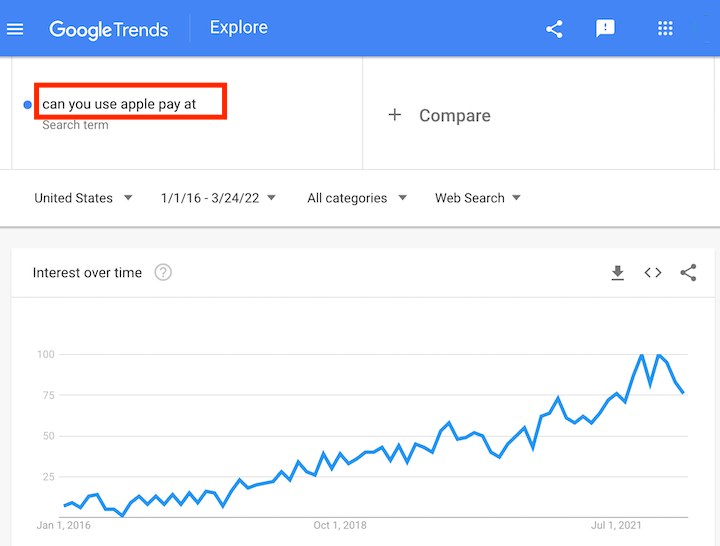 Google Trends
Explore
can you use apple pay at
Search term
+ Compare
United States
1/1/16 - 3/24/22
All categories
Web Search
Interest over time
?
100
75
50
25
Jan 1, 2016
Oct 1, 2018
Jul 1, 2021